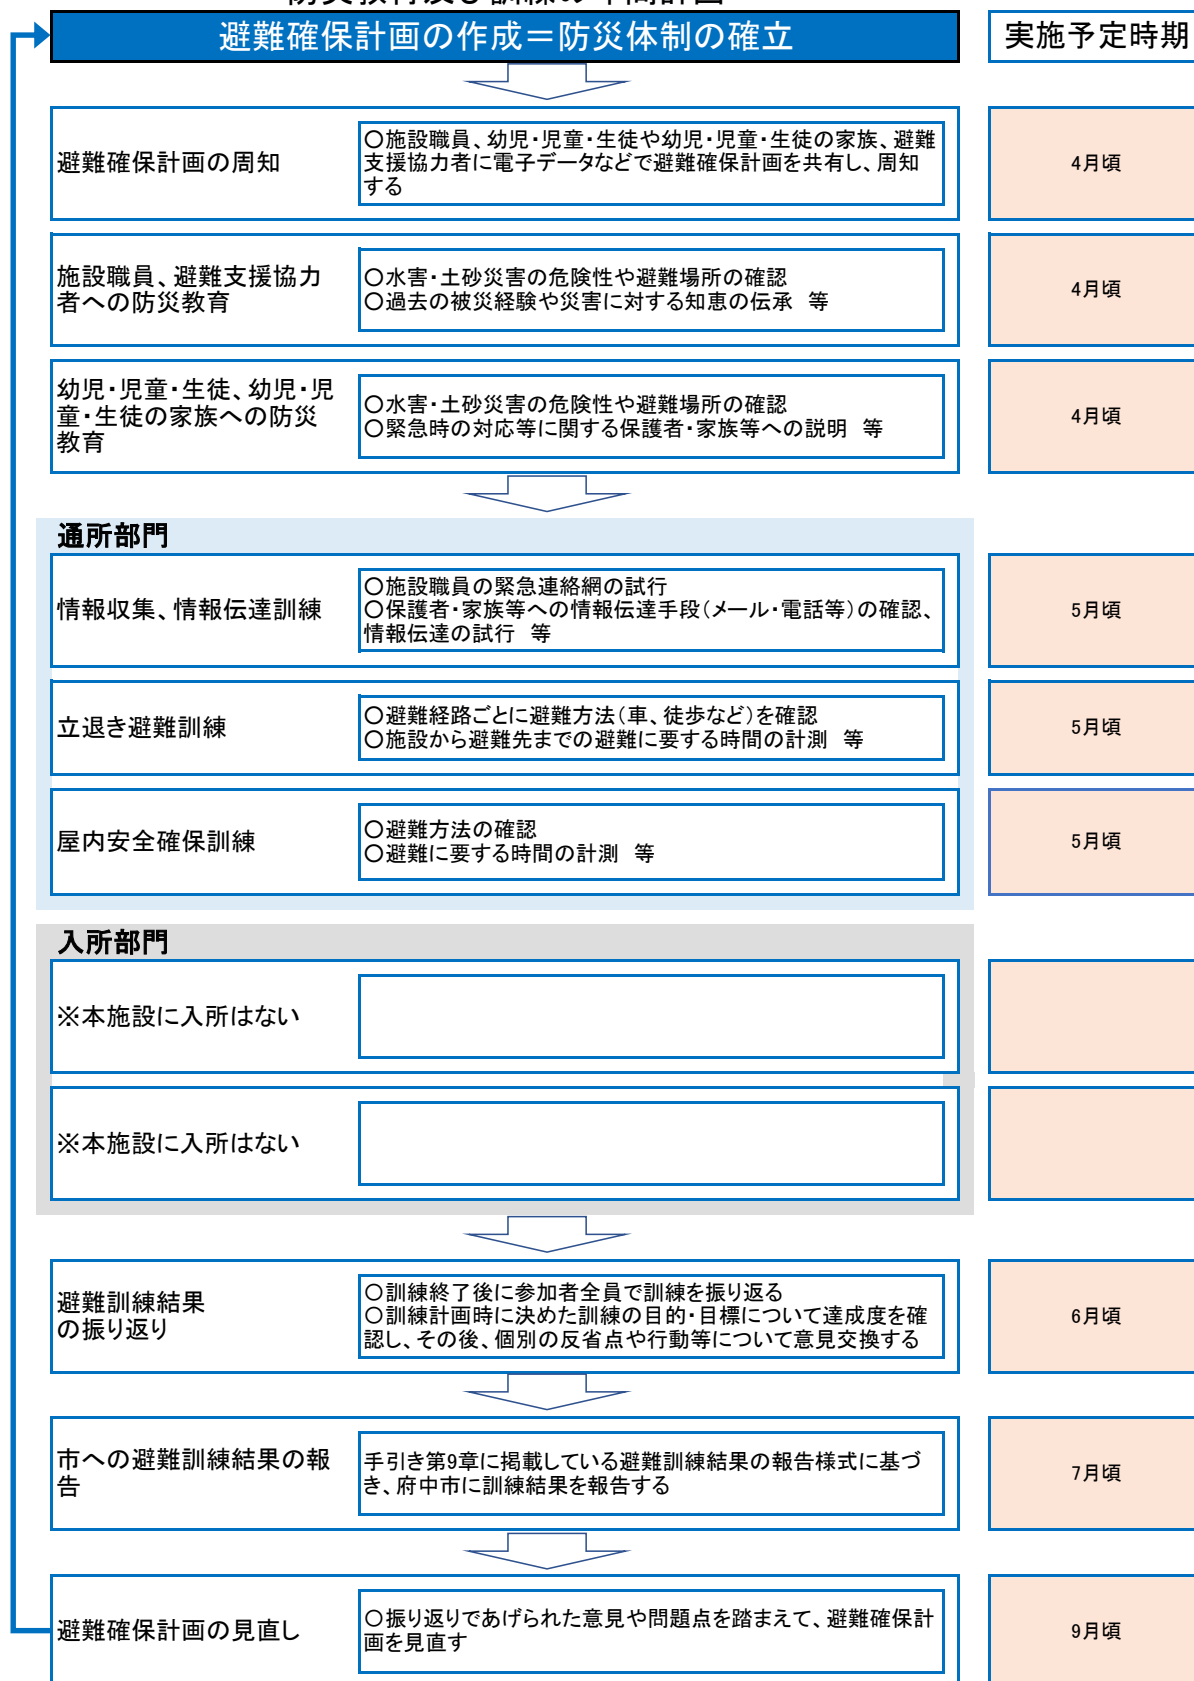 防災教育及び訓練の年間計画
避難確保計画の作成＝防災体制の確立
実施予定時期
避難確保計画の周知
○施設職員、幼児・児童・生徒や幼児・児童・生徒の家族、避難
支援協力者に電子データなどで避難確保計画を共有し、周知
する
4月頃
施設職員、避難支援協力
者への防災教育
○水害・土砂災害の危険性や避難場所の確認
○過去の被災経験や災害に対する知恵の伝承　等
4月頃
幼児・児童・生徒、幼児・児
童・生徒の家族への防災
教育
○水害・土砂災害の危険性や避難場所の確認
○緊急時の対応等に関する保護者・家族等への説明　等
4月頃
通所部門
情報収集、情報伝達訓練
○施設職員の緊急連絡網の試行
○保護者・家族等への情報伝達手段（メール・電話等）の確認、
情報伝達の試行　等
5月頃
立退き避難訓練
○避難経路ごとに避難方法（車、徒歩など）を確認
○施設から避難先までの避難に要する時間の計測　等
5月頃
屋内安全確保訓練
○避難方法の確認
○避難に要する時間の計測　等
5月頃
入所部門
※本施設に入所はない
※本施設に入所はない
避難訓練結果
の振り返り
○訓練終了後に参加者全員で訓練を振り返る
○訓練計画時に決めた訓練の目的・目標について達成度を確
認し、その後、個別の反省点や行動等について意見交換する
6月頃
市への避難訓練結果の報
告
手引き第9章に掲載している避難訓練結果の報告様式に基づ
き、府中市に訓練結果を報告する
7月頃
避難確保計画の見直し
○振り返りであげられた意見や問題点を踏まえて、避難確保計
画を見直す
9月頃